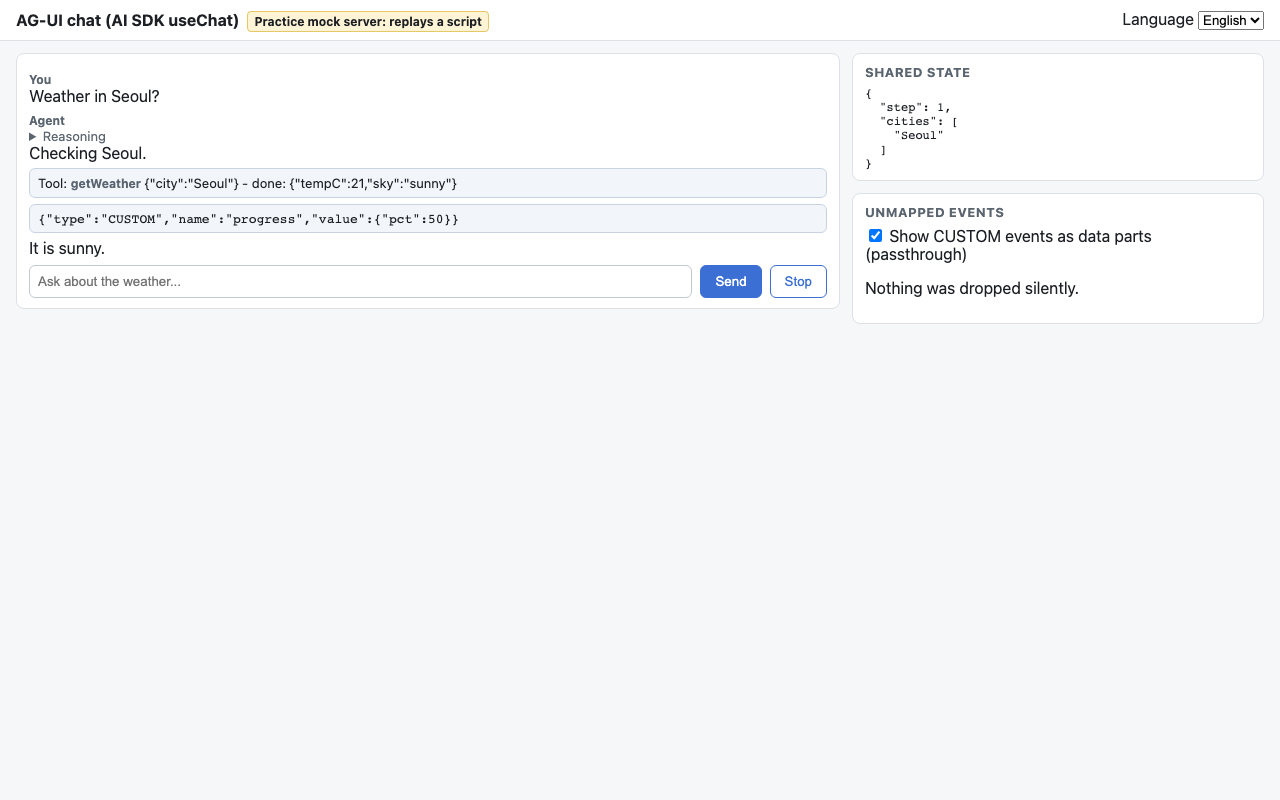 AG-UI chat (AI SDK useChat)
Practice mock server: replays a script
Language
English
You
Weather in Seoul?
Agent
Reasoning
Checking Seoul.
Tool: getWeather {"city":"Seoul"} - done: {"tempC":21,"sky":"sunny"}
{"type":"CUSTOM","name":"progress","value":{"pct":50}}
It is sunny.
Ask about the weather...
Send
Stop
SHARED STATE
{
"step": 1,
"cities": [
"Seoul"
]
}
UNMAPPED EVENTS
Show CUSTOM events as data parts
(passthrough)
Nothing was dropped silently.